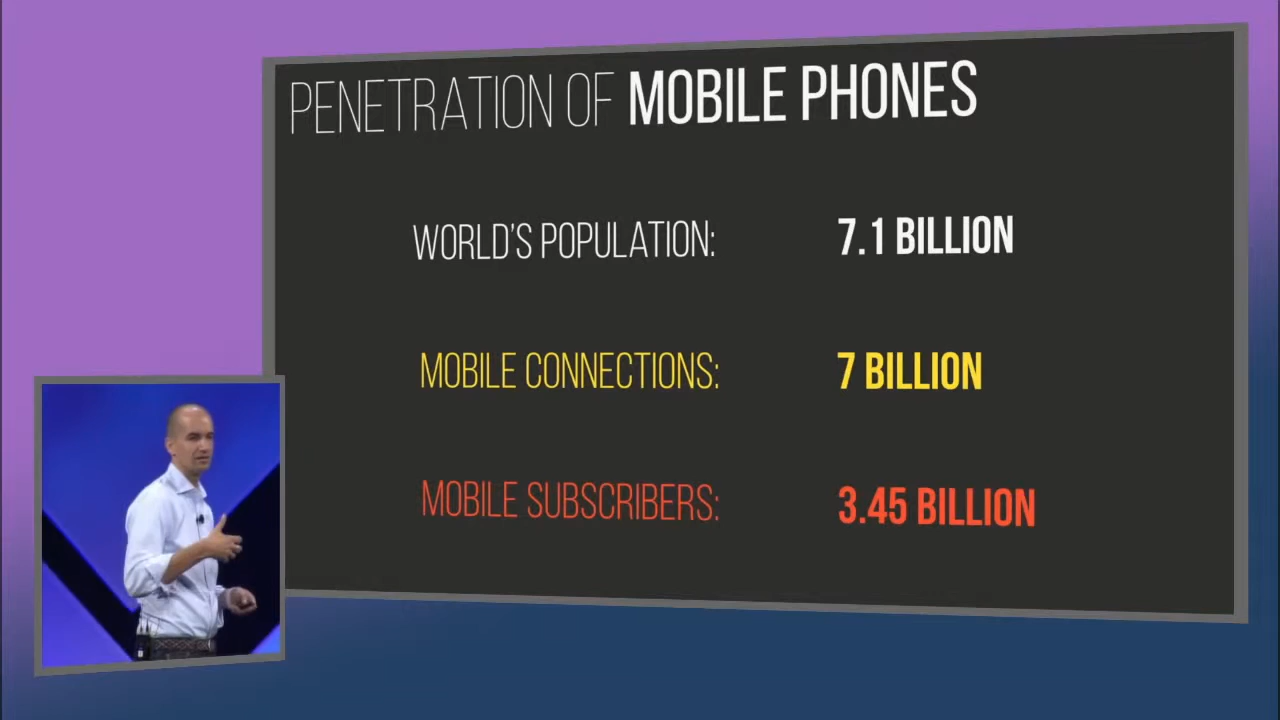 PENETRATION OF MOBILE PHONES
WORLD'S POPULATION: 7.1 BILLION
MOBILE CONNECTIONS: 7 BILLION
MOBILE SUBSCRIBERS: 3.45 BILLION